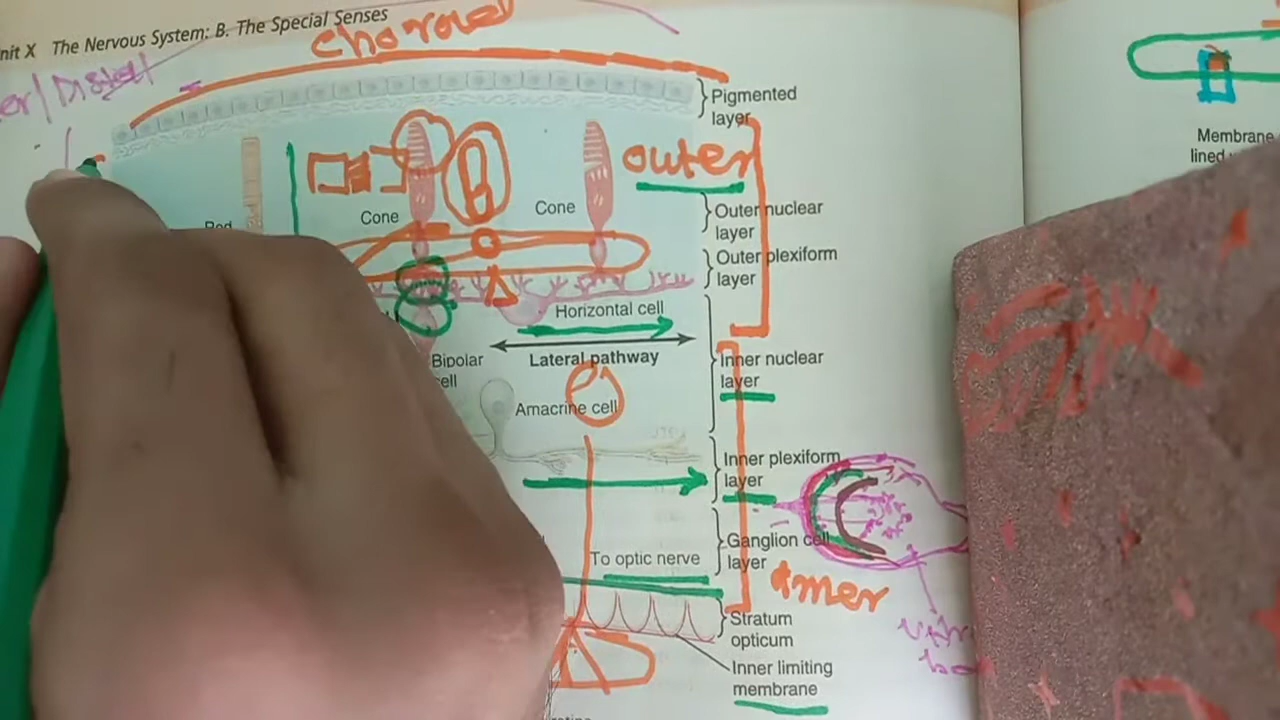 nit X The Nervous System: B. The Special Senses
choroid
er/Distal
Pigmented
layer
outer
Membrane
lined
Cone
Cone
Outer nuclear
layer
Outer plexiform
layer
Horizontal cell
Bipolar
cell
Lateral pathway
Inner nuclear
layer
Amacrine cell
Inner plexiform
layer
To optic nerve
Ganglion cell
layer
inner
Stratum
opticum
Inner limiting
membrane